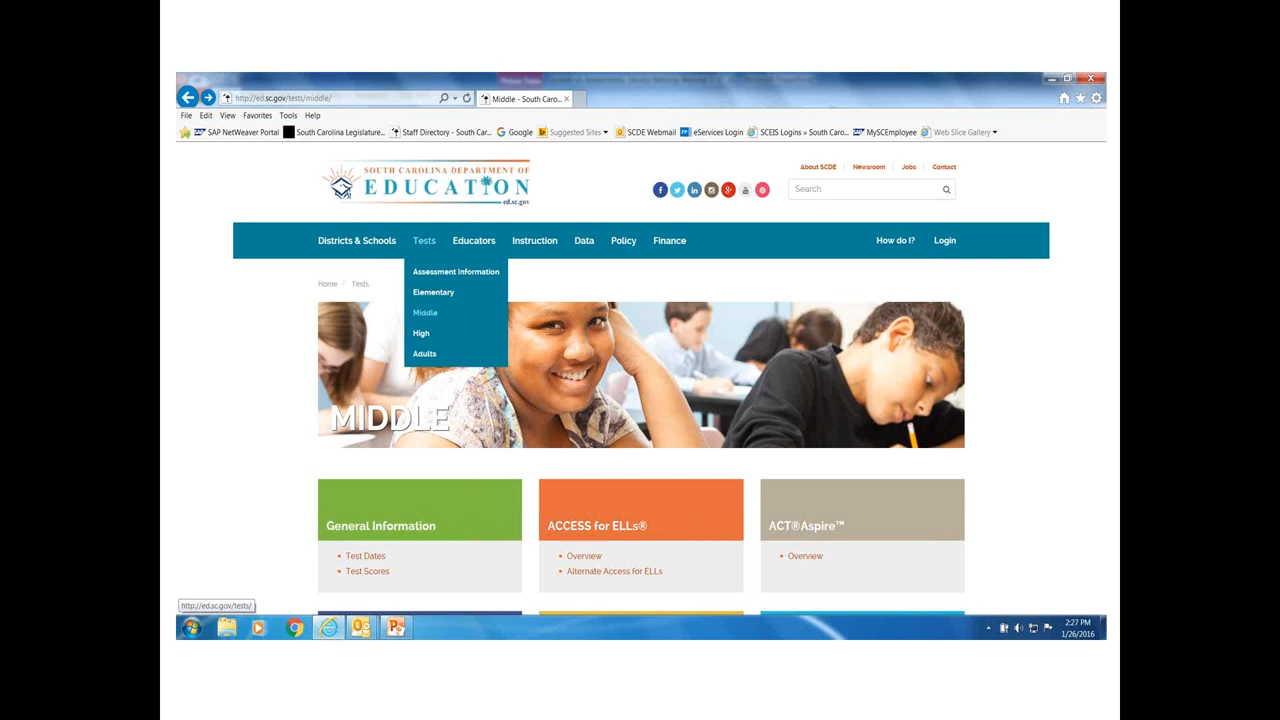 http://ed.sc.gov/tests/middle/
Middle - South Caro...
File Edit View Favorites Tools Help
SAP NetWeaver Portal South Carolina Legislature... Staff Directory - South Car... Google Suggested Sites SCDE Webmail eServices Login SCEIS Logins » South Caro... MySCEmployee Web Slice Gallery
About SCDE Newsroom Jobs Contact
SOUTH CAROLINA DEPARTMENT OF
EDUCATION
ed.sc.gov
Search
Districts & Schools Tests Educators Instruction Data Policy Finance How do I? Login
Assessment Information
Home / Tests
Elementary
Middle
High
Adults
MIDDLE
General Information
ACCESS for ELLs®
ACT®Aspire™
Test Dates
Test Scores
Overview
Alternate Access for ELLs
Overview
http://ed.sc.gov/tests/
2:27 PM
1/26/2016